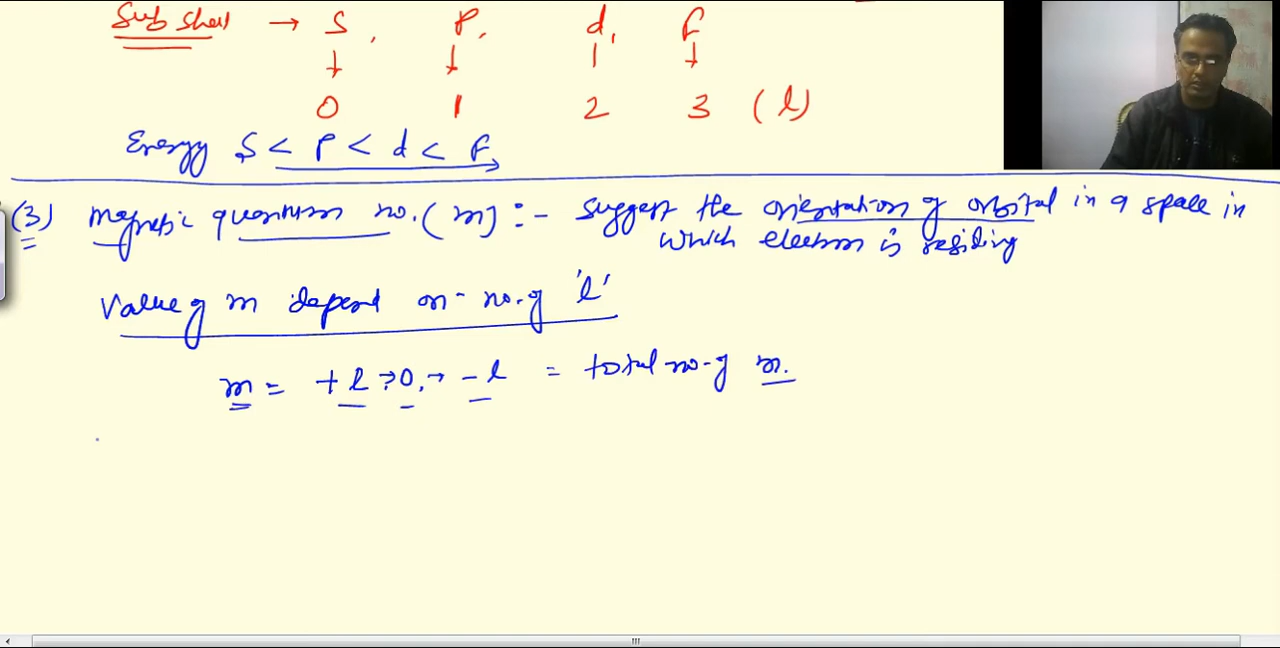 Sub shell → S, P, d, f
0 1 2 3 (l)
Energy S < P < d < f
(3) Magnetic quantum no. (m) :- suggest the orientation of orbital in a space in
which electron is residing
Value of m depend on - no. of 'l'
m = +l → 0, → -l = total no. of m.